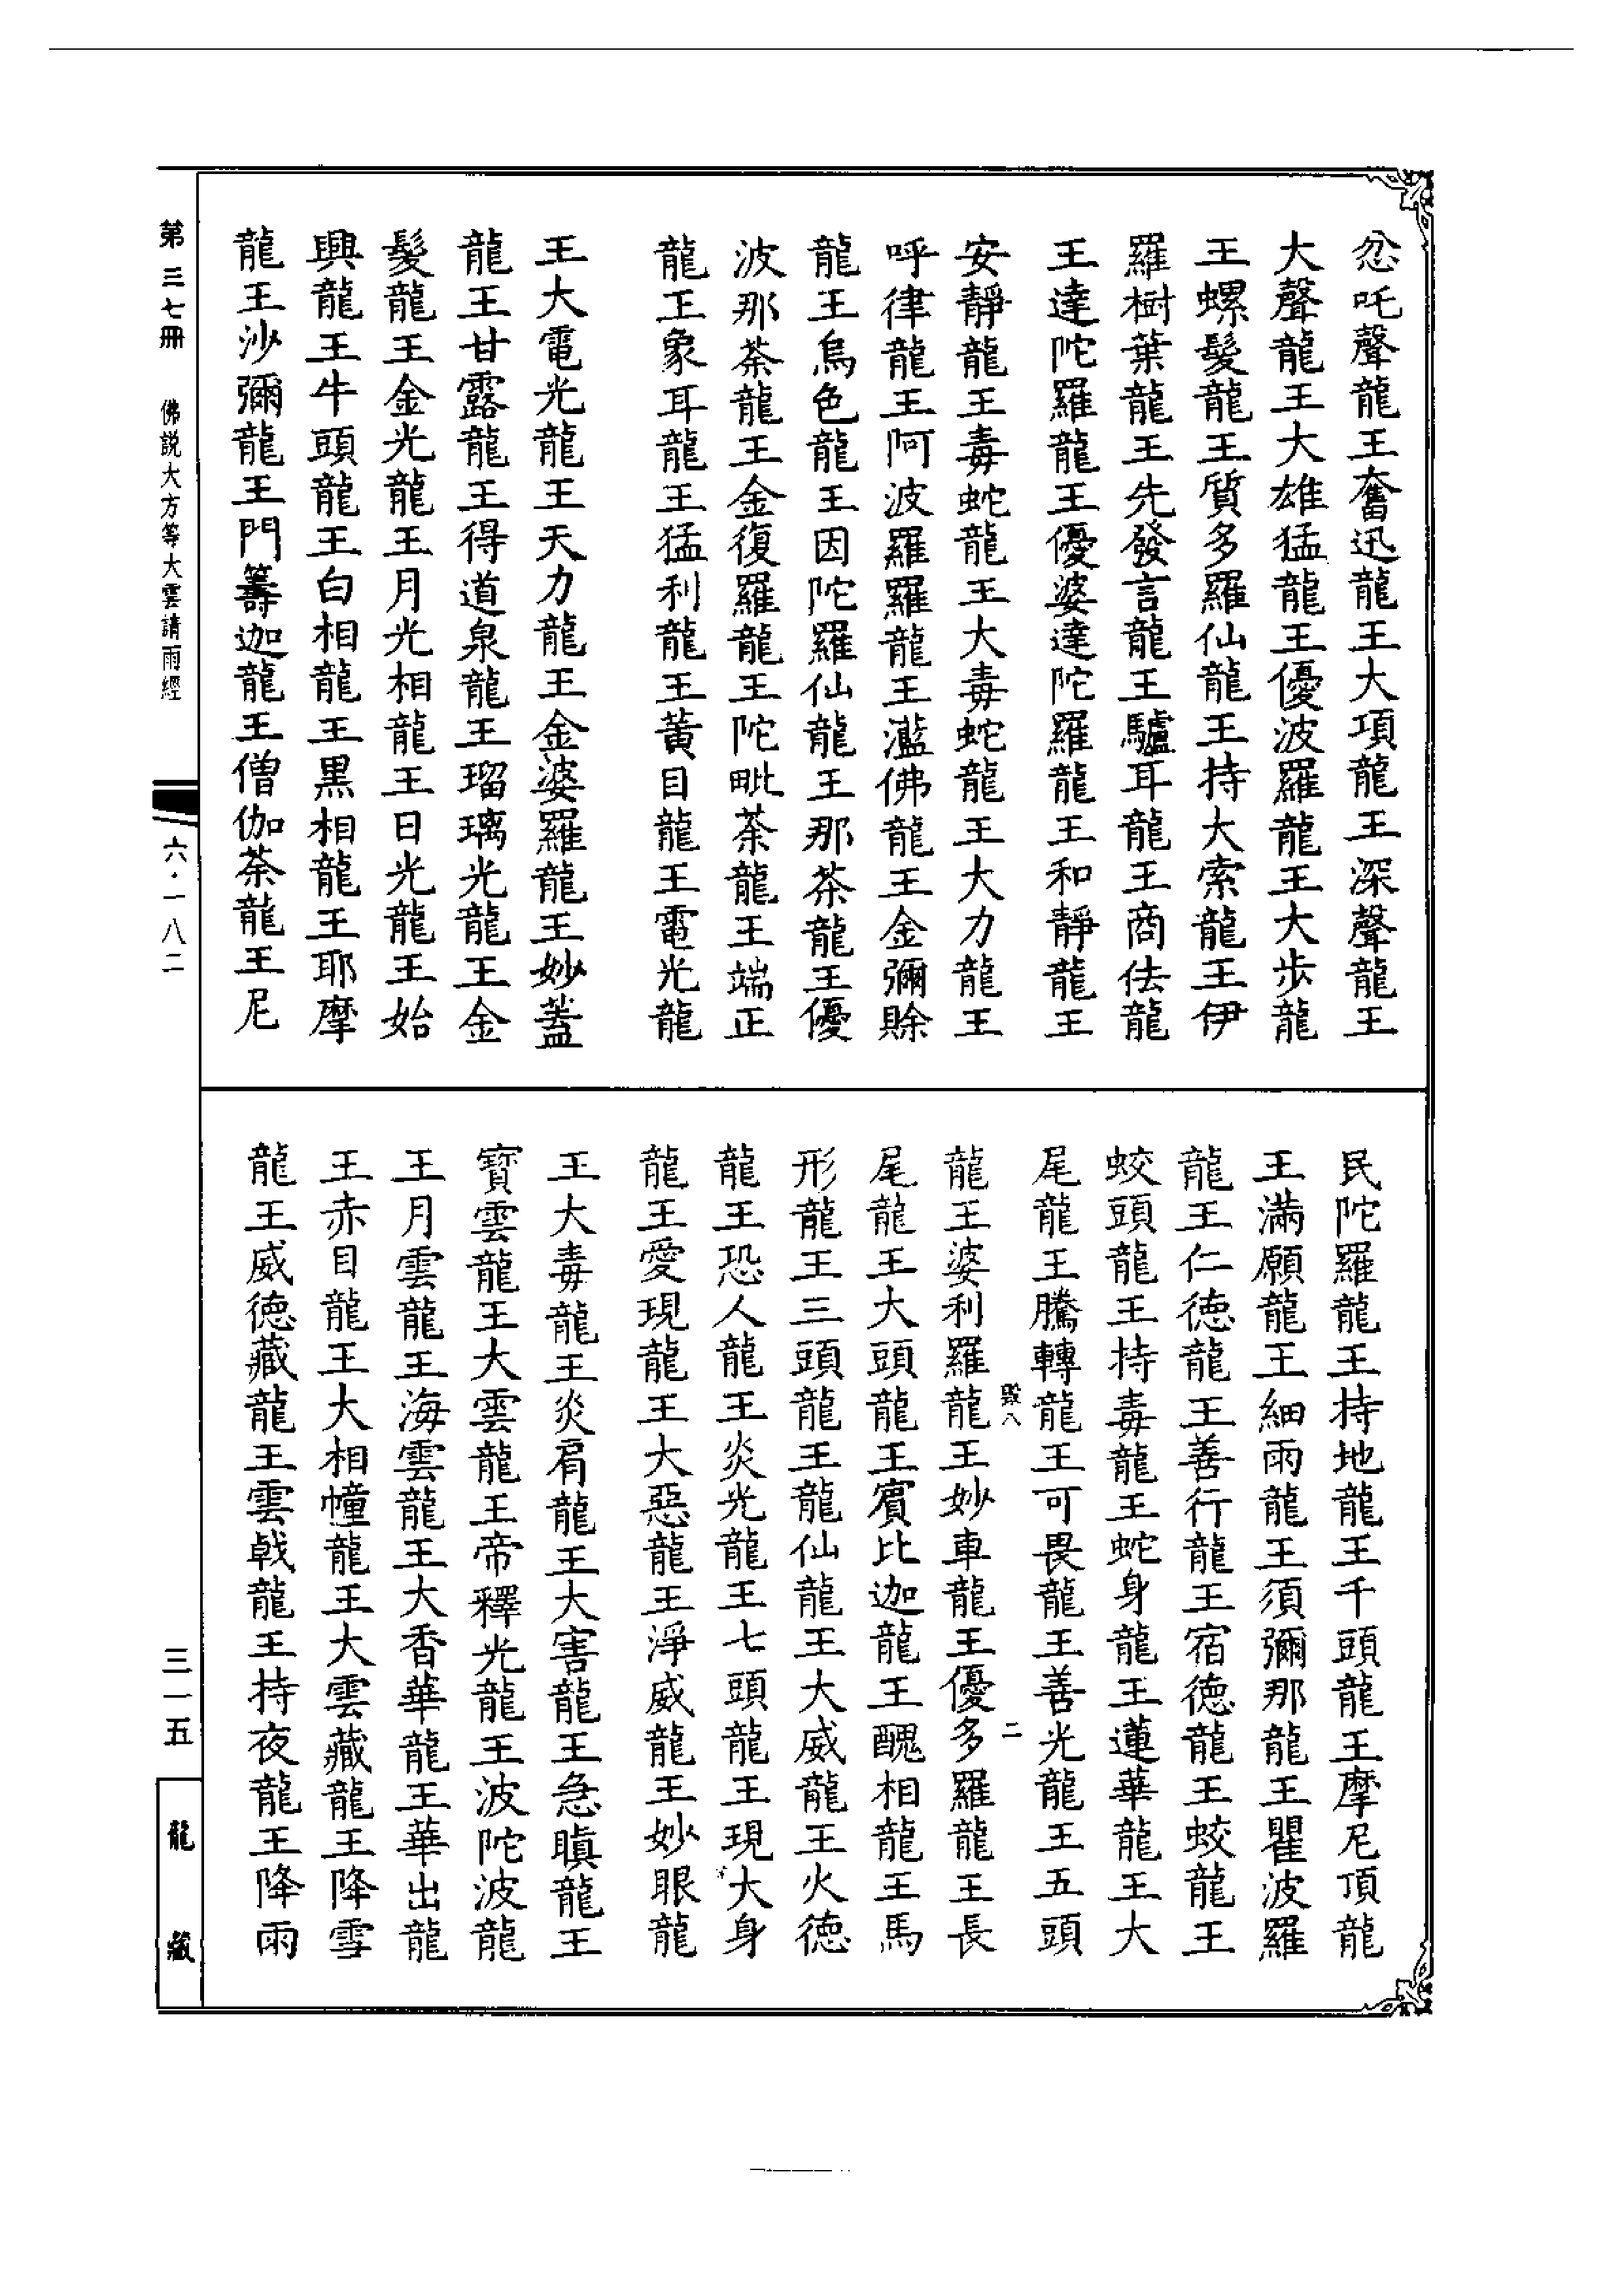 忿吒聲龍王奮迅龍王大項龍王深聲龍王
大聲龍王大雄猛龍王優波羅龍王大步龍
王螺髮龍王質多羅仙龍王持大索龍王伊
羅樹葉龍王先發言龍王驢耳龍王商佉龍
王達陀羅龍王優婆達陀羅龍王和靜龍王
安靜龍王毒蛇龍王大毒蛇龍王大力龍王
呼律龍王阿波羅羅龍王濫佛龍王金彌賒
龍王烏色龍王因陀羅仙龍王那茶龍王優
波那茶龍王金復羅龍王陀毗茶龍王端正
龍王象耳龍王猛利龍王黃目龍王電光龍
王大電光龍王天力龍王金婆羅龍王妙蓋
龍王甘露龍王得道泉龍王瑠璃光龍王金
髮龍王金光龍王月光相龍王日光龍王始
興龍王牛頭龍王白相龍王黑相龍王耶摩
龍王沙彌龍王門籌迦龍王僧伽茶龍王尼
民陀羅龍王持地龍王千頭龍王摩尼頂龍
王滿願龍王細雨龍王須彌那龍王瞿波羅
龍王仁德龍王善行龍王宿德龍王蛟龍王
蛟頭龍王持毒龍王蛇身龍王蓮華龍王大
尾龍王騰轉龍王可畏龍王善光龍王五頭
毀八 二
龍王婆利羅龍王妙車龍王優多羅龍王長
尾龍王大頭龍王賓比迦龍王醜相龍王馬
形龍王三頭龍王龍仙龍王大威龍王火德
龍王恐人龍王炎光龍王七頭龍王現大身
龍王愛現龍王大惡龍王淨威龍王妙眼龍
王大毒龍王炎肩龍王大害龍王急瞋龍王
寶雲龍王大雲龍王帝釋光龍王波陀波龍
王月雲龍王海雲龍王大香華龍王華出龍
王赤目龍王大相幢龍王大雲藏龍王降雪
龍王威德藏龍王雲戟龍王持夜龍王降雨
第三七冊 佛說大方等大雲請雨經
六·一八二
三一五
龍藏